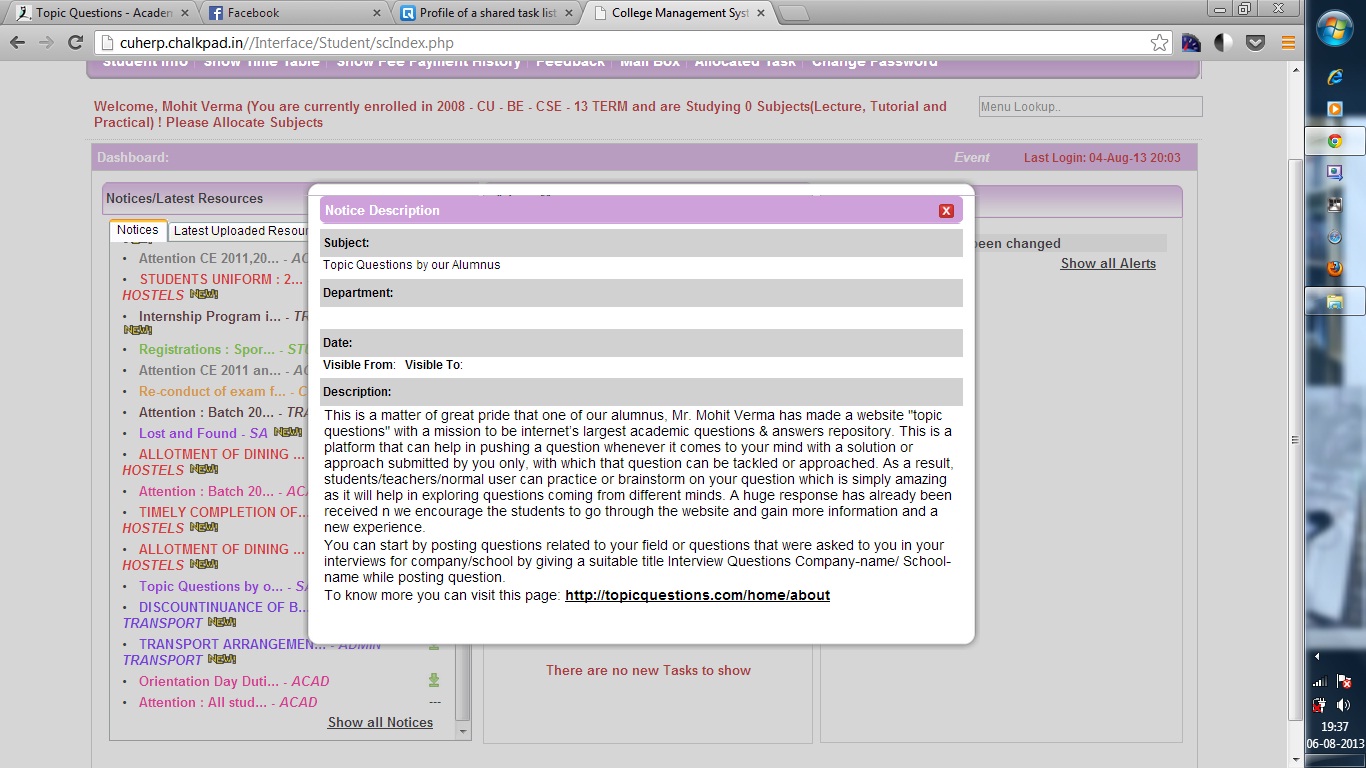 Topic Questions - Academ
Facebook
Profile of a shared task list
College Management Syst
cuherp.chalkpad.in//Interface/Student/scIndex.php
Student Info Show Time Table Show Fee Payment History Feedback Mail Box Allocated Task Change Password
Welcome, Mohit Verma (You are currently enrolled in 2008 - CU - BE - CSE - 13 TERM and are Studying 0 Subjects(Lecture, Tutorial and
Practical) ! Please Allocate Subjects
Menu Lookup..
Dashboard:
Event
Last Login: 04-Aug-13 20:03
Notices/Latest Resources
Notices
Latest Uploaded Resour
• Attention CE 2011,20... - AC
• STUDENTS UNIFORM : 2...
HOSTELS NEW!
• Internship Program i... - TR
NEW!
• Registrations : Spor... - STU
• Attention CE 2011 an... - AC
• Re-conduct of exam f... - C
• Attention : Batch 20... - TRA
• Lost and Found - SA NEW!
• ALLOTMENT OF DINING ...
HOSTELS NEW!
• Attention : Batch 20... - ACA
• TIMELY COMPLETION OF...
HOSTELS NEW!
• ALLOTMENT OF DINING ...
HOSTELS NEW!
• Topic Questions by o... - SA
• DISCOUNTINUANCE OF B...
TRANSPORT NEW!
• TRANSPORT ARRANGEMEN... - ADMIN
TRANSPORT NEW!
• Orientation Day Duti... - ACAD
• Attention : All stud... - ACAD ---
Show all Notices
Notice Description
X
Subject:
Topic Questions by our Alumnus
Department:
Date:
Visible From: Visible To:
Description:
This is a matter of great pride that one of our alumnus, Mr. Mohit Verma has made a website "topic
questions" with a mission to be internet's largest academic questions & answers repository. This is a
platform that can help in pushing a question whenever it comes to your mind with a solution or
approach submitted by you only, with which that question can be tackled or approached. As a result,
students/teachers/normal user can practice or brainstorm on your question which is simply amazing
as it will help in exploring questions coming from different minds. A huge response has already been
received n we encourage the students to go through the website and gain more information and a
new experience.
You can start by posting questions related to your field or questions that were asked to you in your
interviews for company/school by giving a suitable title Interview Questions Company-name/ School-
name while posting question.
To know more you can visit this page: http://topicquestions.com/home/about
There are no new Tasks to show
been changed
Show all Alerts
19:37
06-08-2013